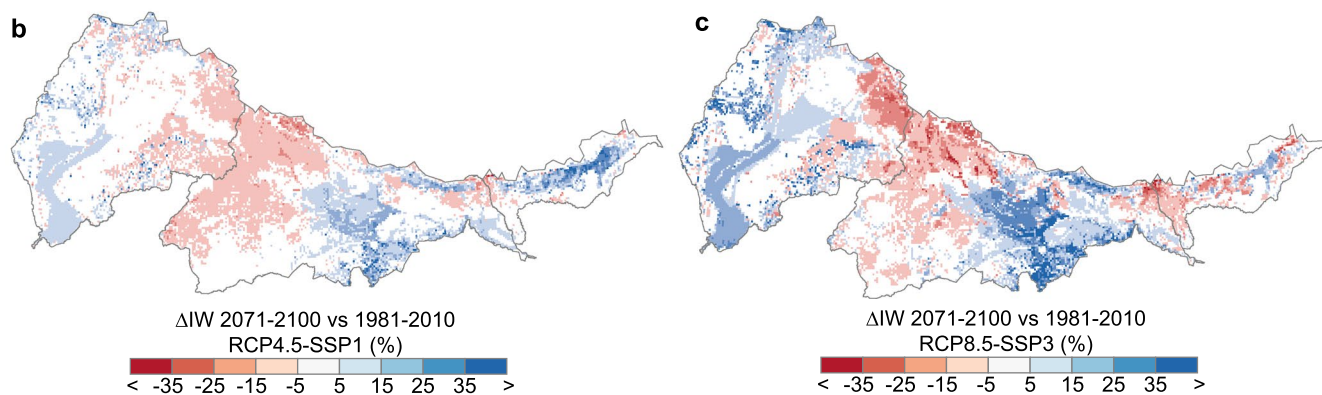 b
ΔIW 2071-2100 vs 1981-2010
RCP4.5-SSP1 (%)
< -35 -25 -15 -5 5 15 25 35 >
c
ΔIW 2071-2100 vs 1981-2010
RCP8.5-SSP3 (%)
< -35 -25 -15 -5 5 15 25 35 >